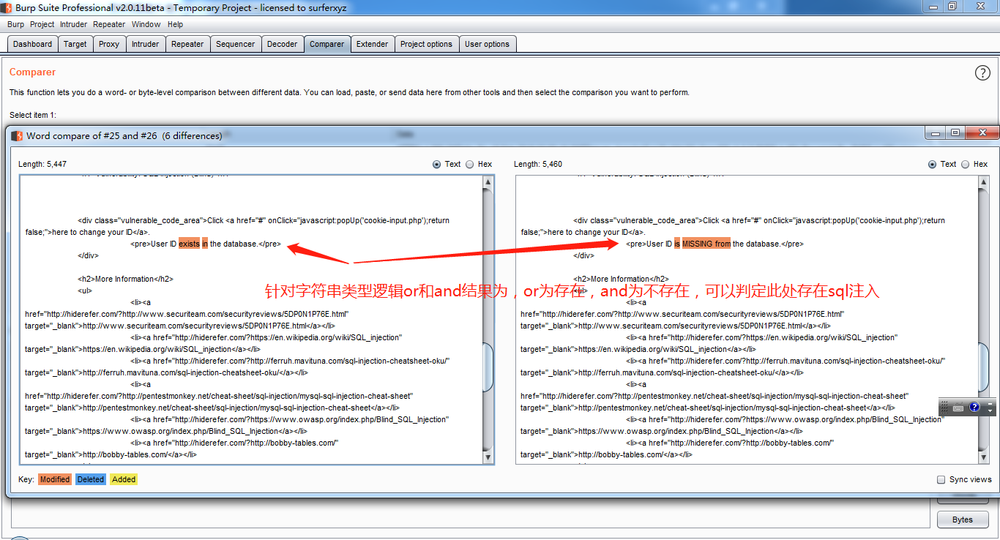 Burp Suite Professional v2.0.11beta - Temporary Project - licensed to surferxyz
Burp Project Intruder Repeater Window Help
Dashboard Target Proxy Intruder Repeater Sequencer Decoder Comparer Extender Project options User options
Comparer
This function lets you do a word- or byte-level comparison between different data. You can load, paste, or send data here from other tools and then select the comparison you want to perform.
Select item 1:
Word compare of #25 and #26 (6 differences)
Length: 5,447 Text Hex
<div class="vulnerable_code_area">Click <a href="#" onClick="javascript:popUp('cookie-input.php');return
false;">here to change your ID</a>.
<pre>User ID exists in the database.</pre>
</div>
<h2>More Information</h2>
<ul>
<li><a
href="http://hiderefer.com/?http://www.securiteam.com/securityreviews/5DP0N1P76E.html"
target="_blank">http://www.securiteam.com/securityreviews/5DP0N1P76E.html</a></li>
<li><a href="http://hiderefer.com/?https://en.wikipedia.org/wiki/SQL_injection"
target="_blank">https://en.wikipedia.org/wiki/SQL_injection</a></li>
<li><a href="http://hiderefer.com/?http://ferruh.mavituna.com/sql-injection-cheatsheet-oku/"
target="_blank">http://ferruh.mavituna.com/sql-injection-cheatsheet-oku/</a></li>
<li><a
href="http://hiderefer.com/?http://pentestmonkey.net/cheat-sheet/sql-injection/mysql-sql-injection-cheat-sheet"
target="_blank">http://pentestmonkey.net/cheat-sheet/sql-injection/mysql-sql-injection-cheat-sheet</a></li>
<li><a href="http://hiderefer.com/?https://www.owasp.org/index.php/Blind_SQL_Injection"
target="_blank">https://www.owasp.org/index.php/Blind_SQL_Injection</a></li>
<li><a href="http://hiderefer.com/?http://bobby-tables.com/"
target="_blank">http://bobby-tables.com/</a></li>
Length: 5,460 Text Hex
<div class="vulnerable_code_area">Click <a href="#" onClick="javascript:popUp('cookie-input.php');return
false;">here to change your ID</a>.
<pre>User ID is MISSING from the database.</pre>
</div>
<h2>More Information</h2>
<ul>
<li><a
href="http://hiderefer.com/?http://www.securiteam.com/securityreviews/5DP0N1P76E.html"
target="_blank">http://www.securiteam.com/securityreviews/5DP0N1P76E.html</a></li>
<li><a href="http://hiderefer.com/?https://en.wikipedia.org/wiki/SQL_injection"
target="_blank">https://en.wikipedia.org/wiki/SQL_injection</a></li>
<li><a href="http://hiderefer.com/?http://ferruh.mavituna.com/sql-injection-cheatsheet-oku/"
target="_blank">http://ferruh.mavituna.com/sql-injection-cheatsheet-oku/</a></li>
<li><a
href="http://hiderefer.com/?http://pentestmonkey.net/cheat-sheet/sql-injection/mysql-sql-injection-cheat-sheet"
target="_blank">http://pentestmonkey.net/cheat-sheet/sql-injection/mysql-sql-injection-cheat-sheet</a></li>
<li><a href="http://hiderefer.com/?https://www.owasp.org/index.php/Blind_SQL_Injection"
target="_blank">https://www.owasp.org/index.php/Blind_SQL_Injection</a></li>
<li><a href="http://hiderefer.com/?http://bobby-tables.com/"
target="_blank">http://bobby-tables.com/</a></li>
针对字符串类型逻辑or和and结果为，or为存在，and为不存在，可以判定此处存在sql注入
Key: Modified Deleted Added
Sync views
Bytes